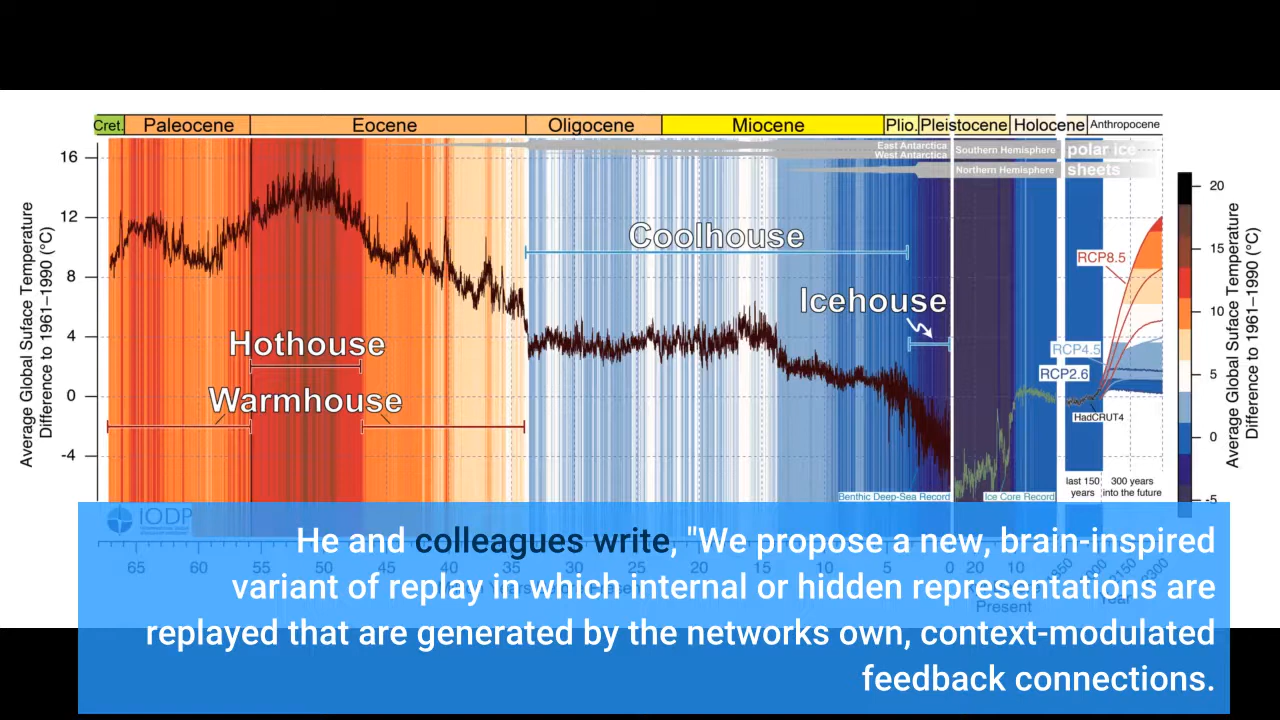 Cret. Paleocene Eocene Oligocene Miocene Plio. Pleistocene Holocene Anthropocene
East Antarctica
West Antarctica
Southern Hemisphere
polar ice
Northern Hemisphere
sheets
Average Global Suface Temperature
Difference to 1961–1990 (°C)
16
12
8
4
0
-4
Coolhouse
Icehouse
Hothouse
Warmhouse
RCP8.5
RCP4.5
RCP2.6
HadCRUT4
last 150
years
300 years
into the future
Benthic Deep-Sea Record
Ice Core Record
20
15
10
5
0
-5
Average Global Surface Temperature
Difference to 1961–1990 (°C)
IODP
65 60 55 50 45 40 35 30 25 20 15 10 5 0 20 10
Present
Year
He and colleagues write, "We propose a new, brain-inspired
variant of replay in which internal or hidden representations are
replayed that are generated by the networks own, context-modulated
feedback connections.